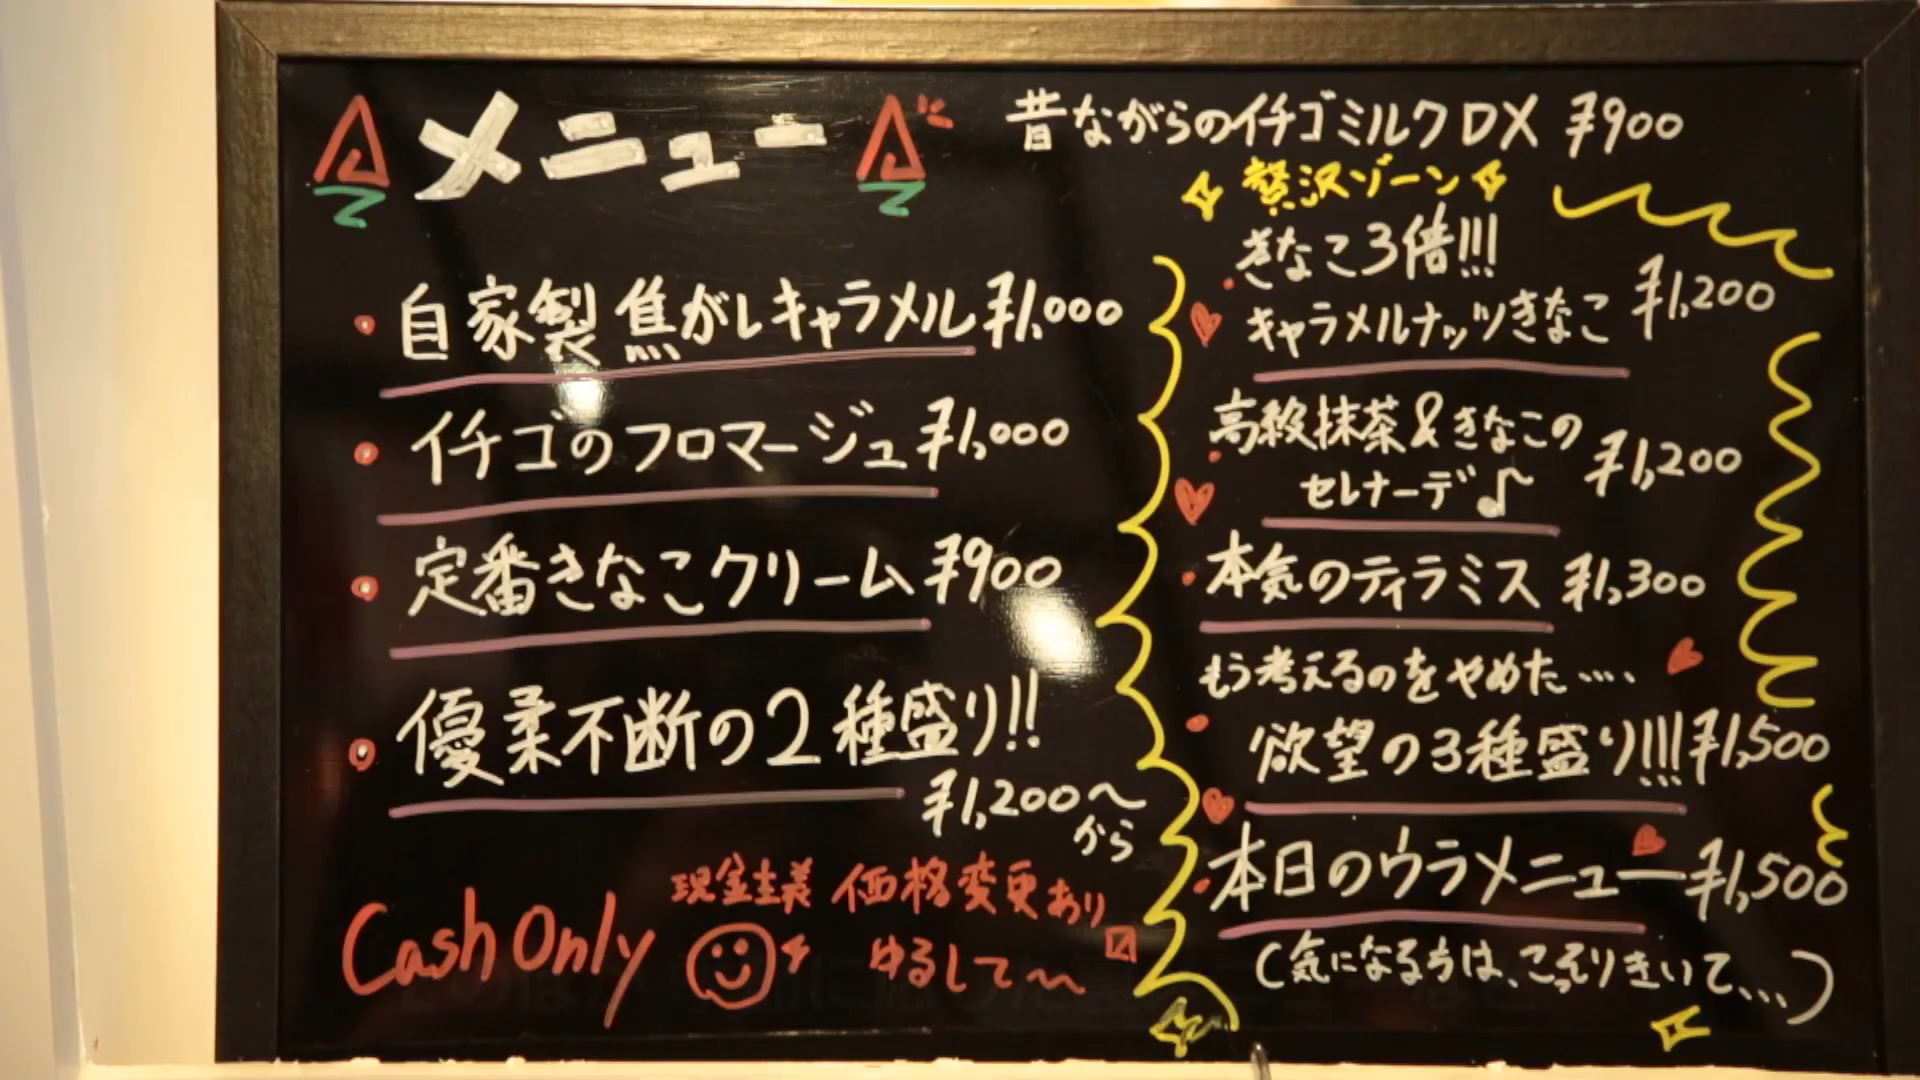 メニュー
自家製 焦がしキャラメル ¥1,000
イチゴのフロマージュ ¥1,000
定番きなこクリーム ¥900
優柔不断の2種盛り!!
¥1,200〜
から
現金主義 価格変更あり
Cash Only
ゆるして〜
昔ながらのイチゴミルクDX ¥900
贅沢ゾーン
きなこ3倍!!!
キャラメルナッツきなこ ¥1,200
高級抹茶&きなこの
セレナーデ♪ ¥1,200
本気のティラミス ¥1,300
もう考えるのをやめた....
欲望の3種盛り!!! ¥1,500
本日のウラメニュー ¥1,500
(気になる方は、こっそりきいて...)